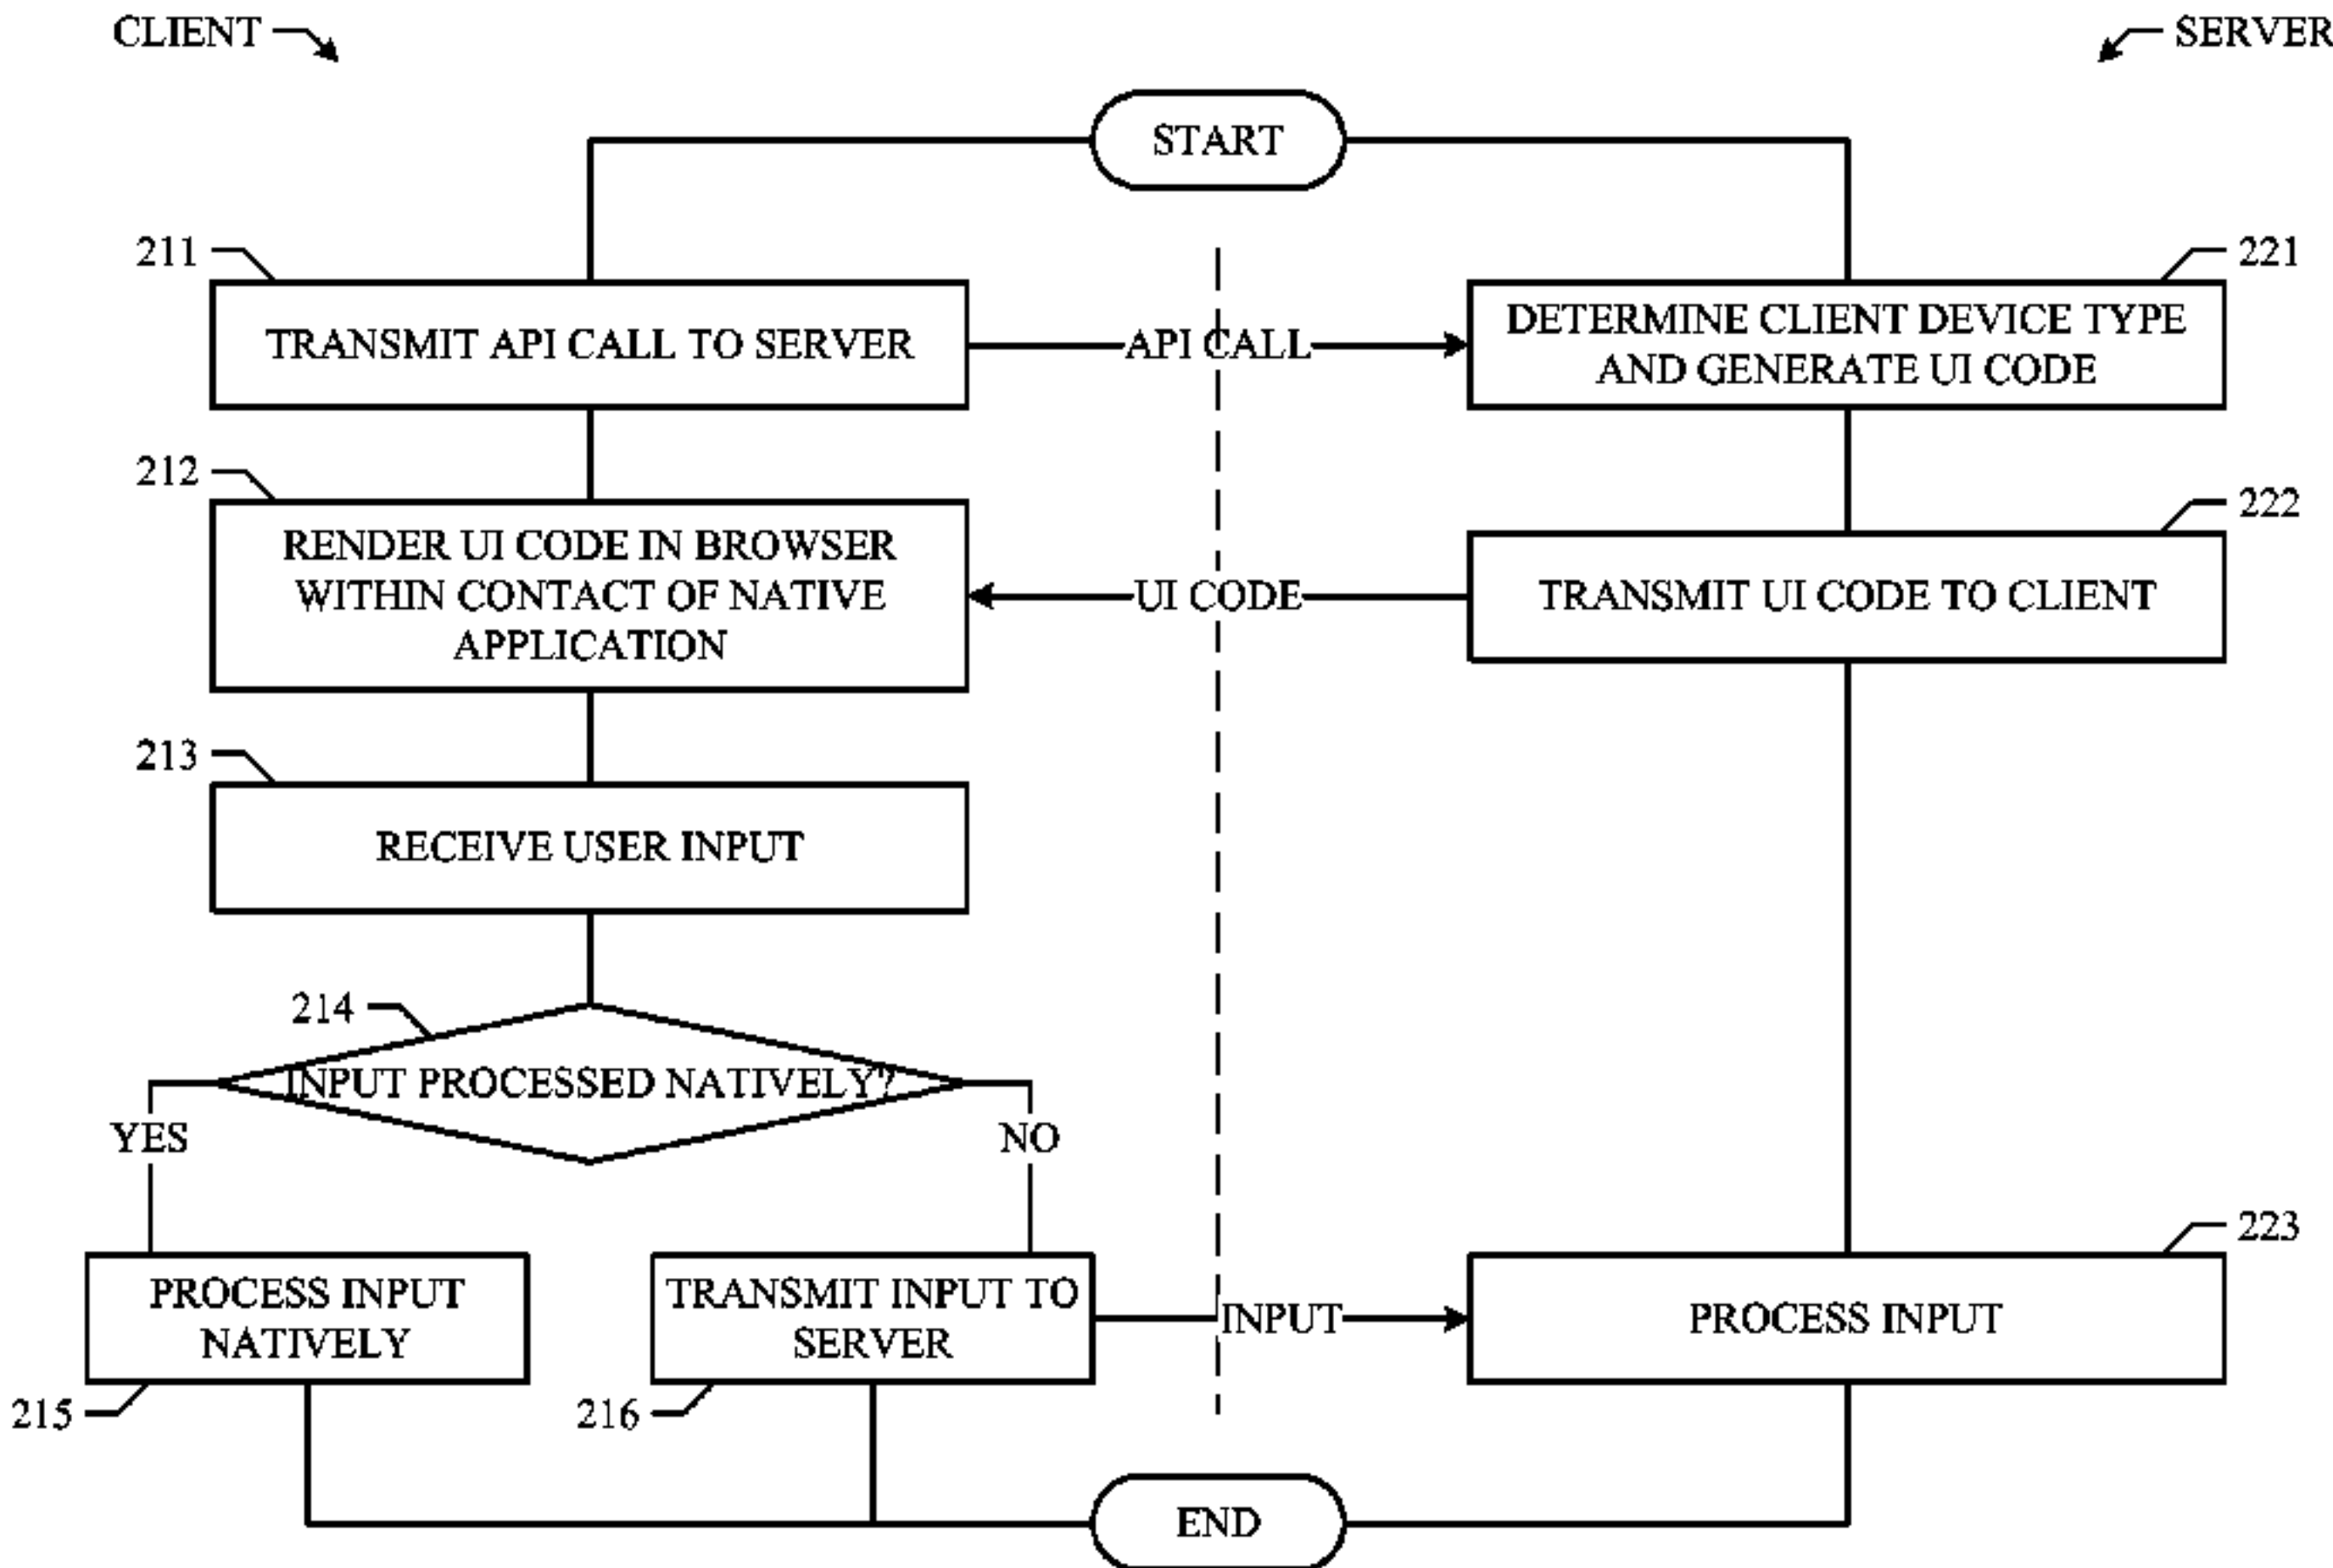 CLIENT
SERVER
START
211
221
TRANSMIT API CALL TO SERVER
API CALL
DETERMINE CLIENT DEVICE TYPE
AND GENERATE UI CODE
212
222
RENDER UI CODE IN BROWSER
WITHIN CONTACT OF NATIVE
APPLICATION
UI CODE
TRANSMIT UI CODE TO CLIENT
213
RECEIVE USER INPUT
214
INPUT PROCESSED NATIVELY?
YES
NO
223
PROCESS INPUT
NATIVELY
TRANSMIT INPUT TO
SERVER
INPUT
PROCESS INPUT
215
216
END